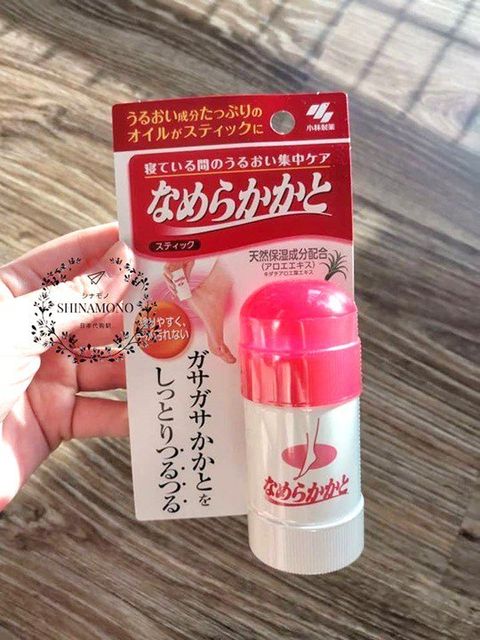 うるおい成分たっぷりの
オイルがスティックに
小林製薬
寝ている間のうるおい集中ケア
なめらかかと
スティック
天然保湿成分配合
(アロエエキス)
キダチアロエ葉エキス
シナモノ
SHINAMONO
ガサガサかかとを
しっとりつるつる
なめらかかと